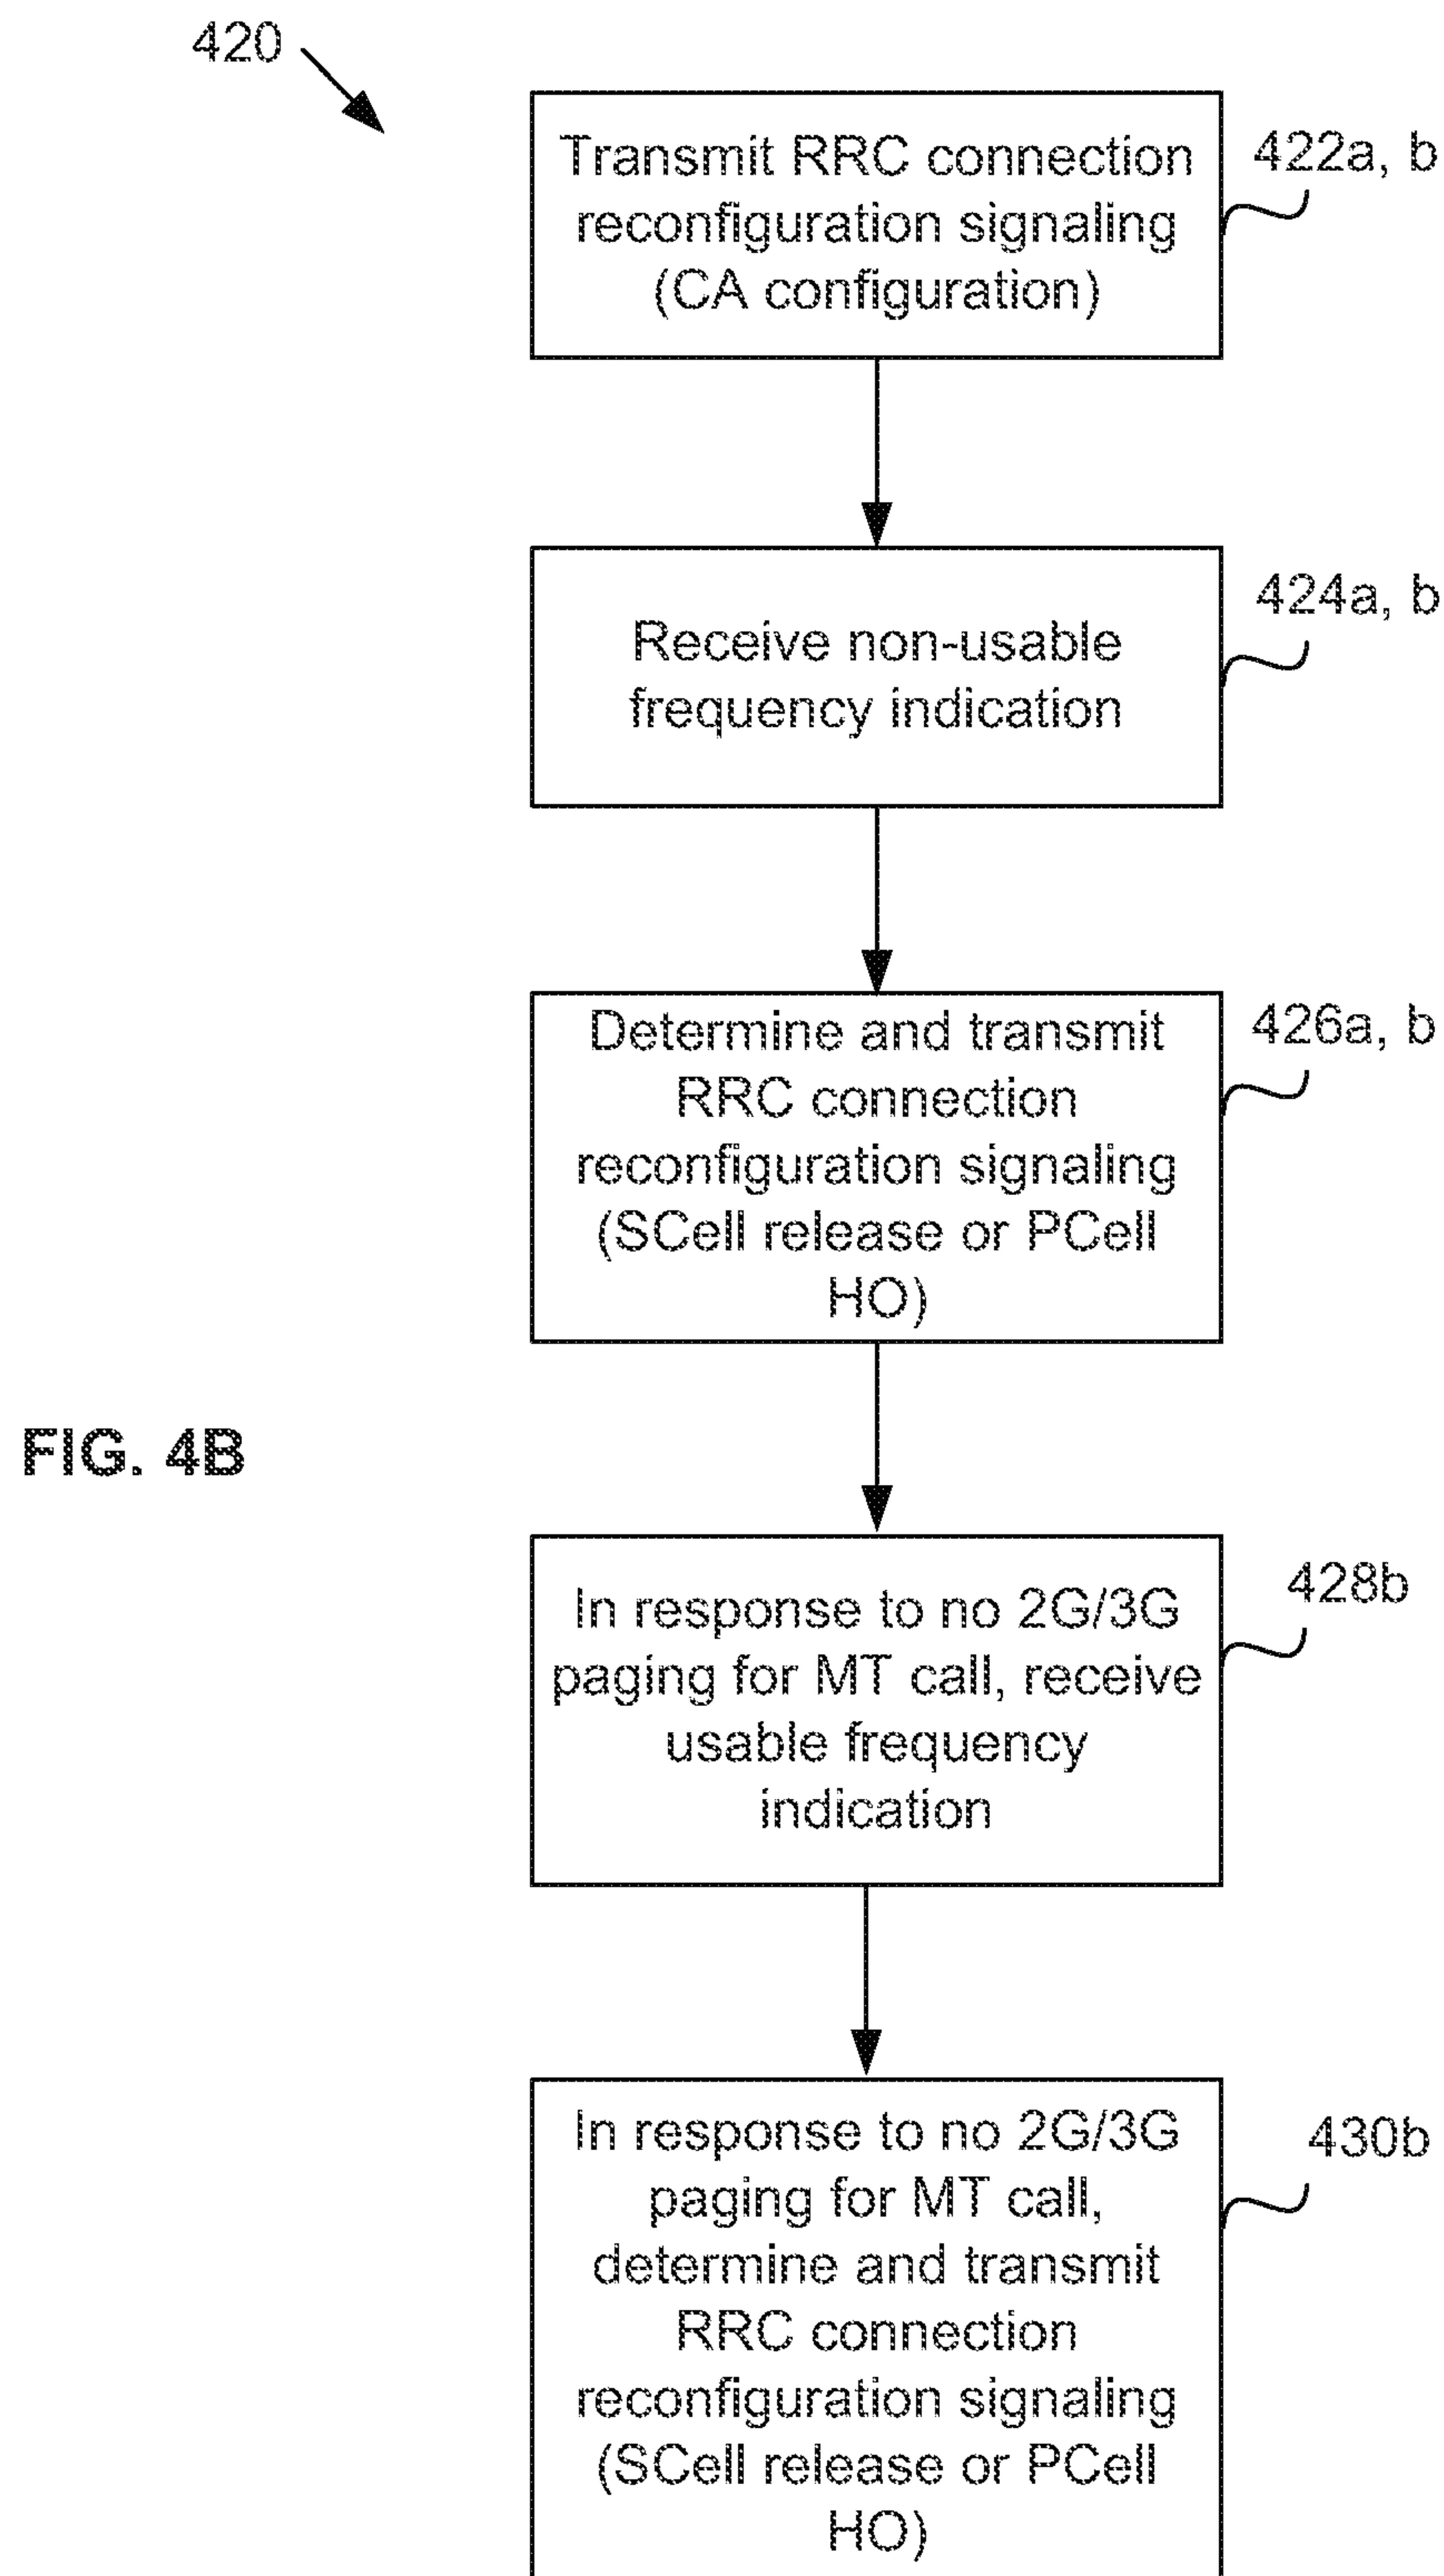 420
Transmit RRC connection
reconfiguration signaling
(CA configuration)
422a, b
Receive non-usable
frequency indication
424a, b
Determine and transmit
RRC connection
reconfiguration signaling
(SCell release or PCell
HO)
426a, b
FIG. 4B
In response to no 2G/3G
paging for MT call, receive
usable frequency
indication
428b
In response to no 2G/3G
paging for MT call,
determine and transmit
RRC connection
reconfiguration signaling
(SCell release or PCell
HO)
430b